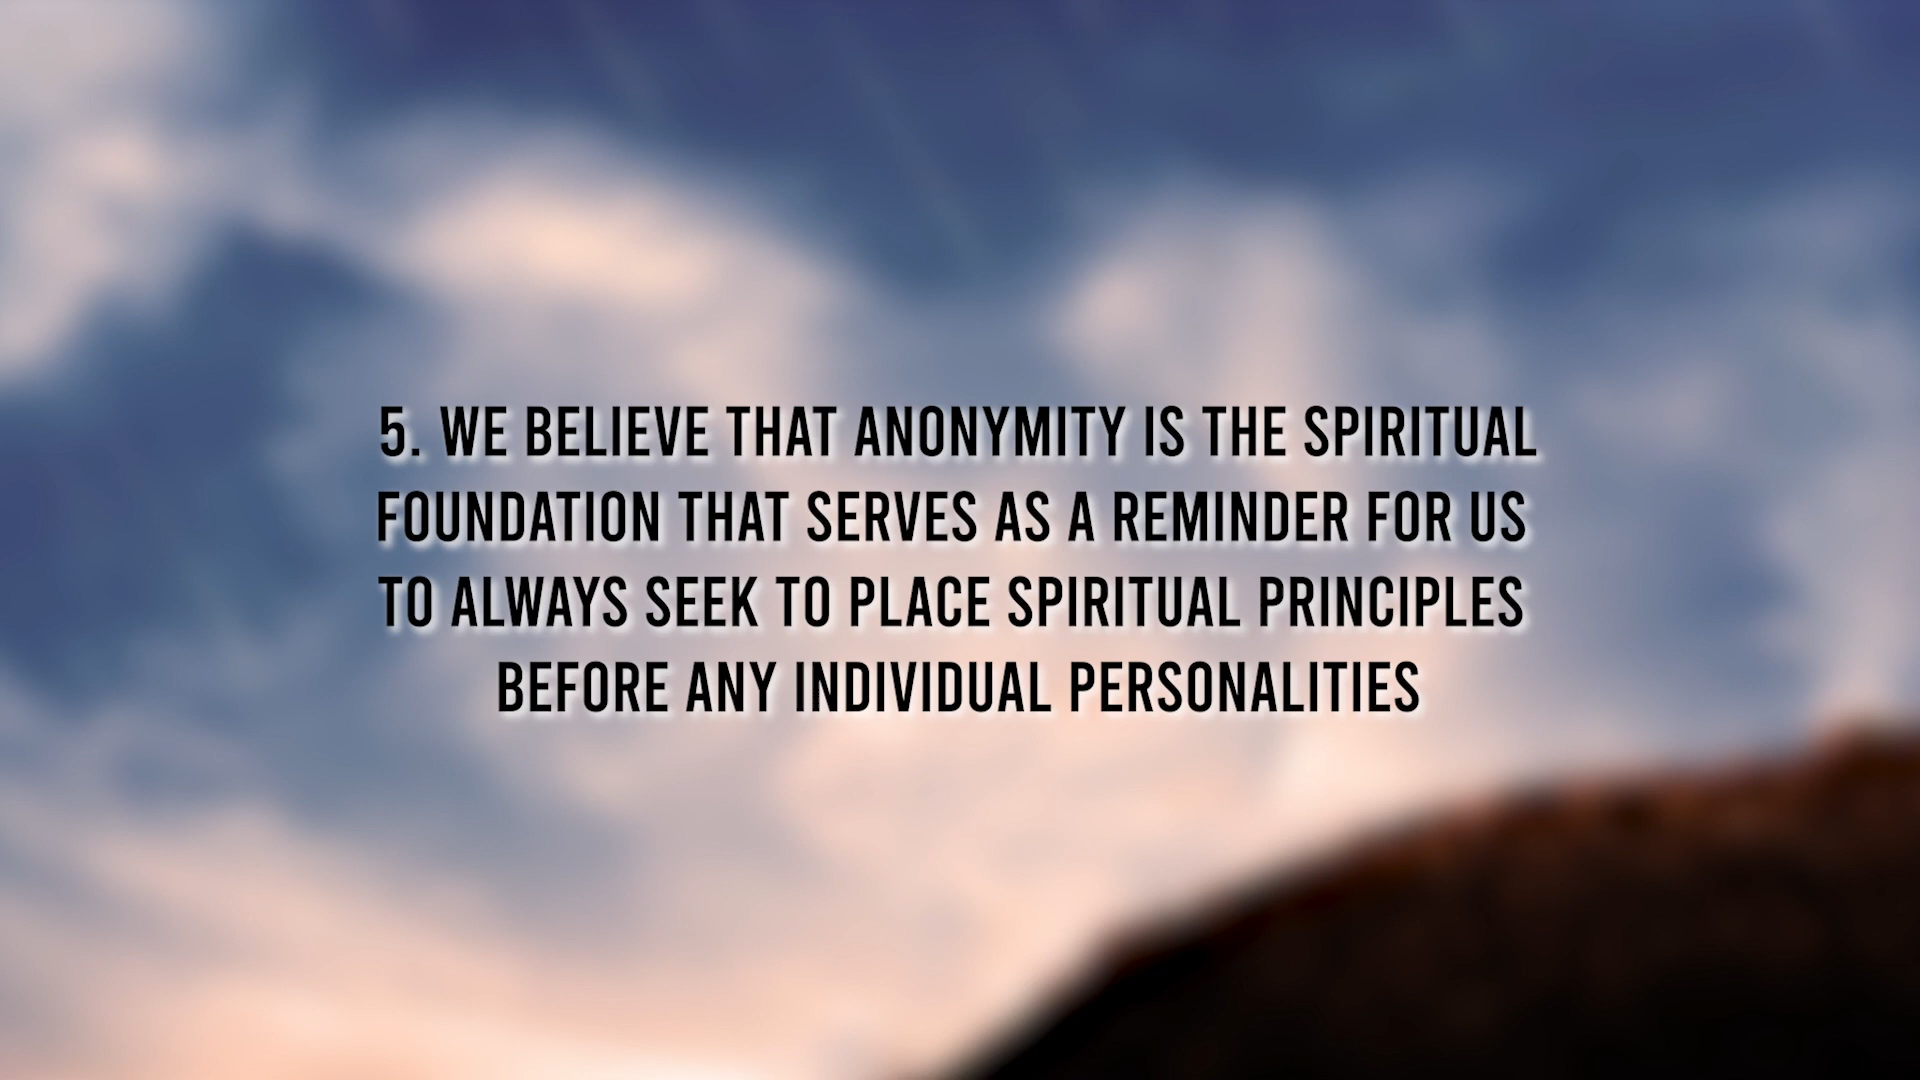 5. WE BELIEVE THAT ANONYMITY IS THE SPIRITUAL
FOUNDATION THAT SERVES AS A REMINDER FOR US
TO ALWAYS SEEK TO PLACE SPIRITUAL PRINCIPLES
BEFORE ANY INDIVIDUAL PERSONALITIES